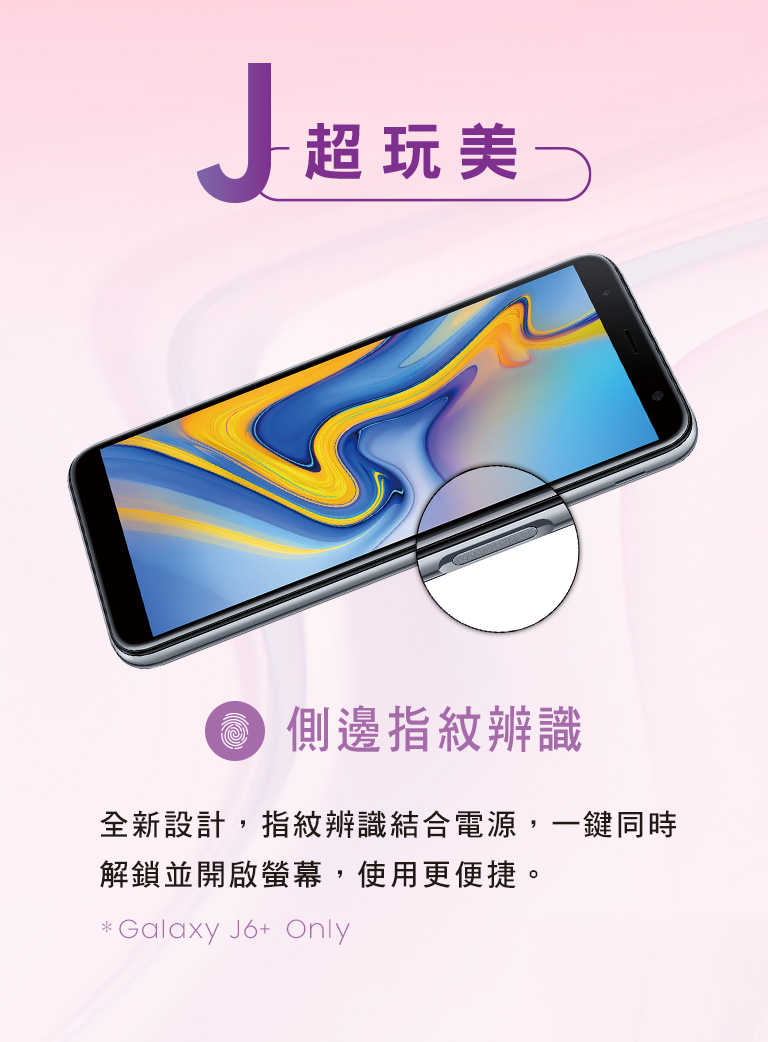 J超玩美
側邊指紋辨識
全新設計，指紋辨識結合電源，一鍵同時
解鎖並開啟螢幕，使用更便捷。
*Galaxy J6+ Only